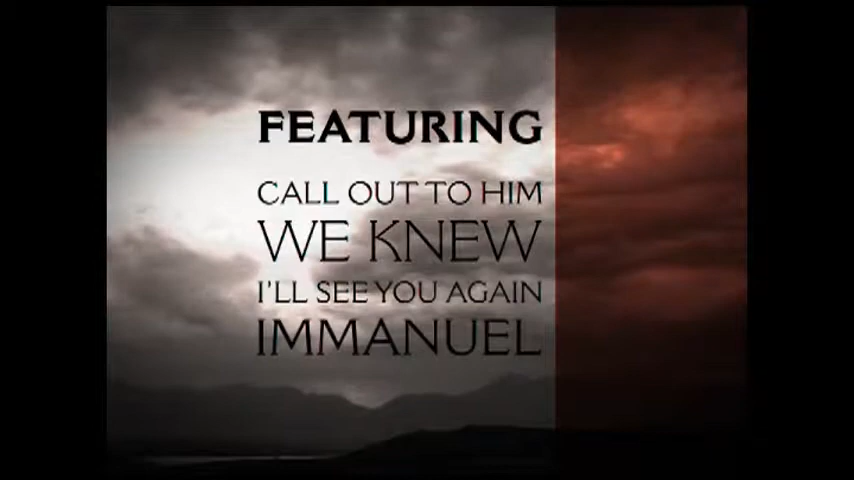 FEATURING
CALL OUT TO HIM
WE KNEW
I'LL SEE YOU AGAIN
IMMANUEL